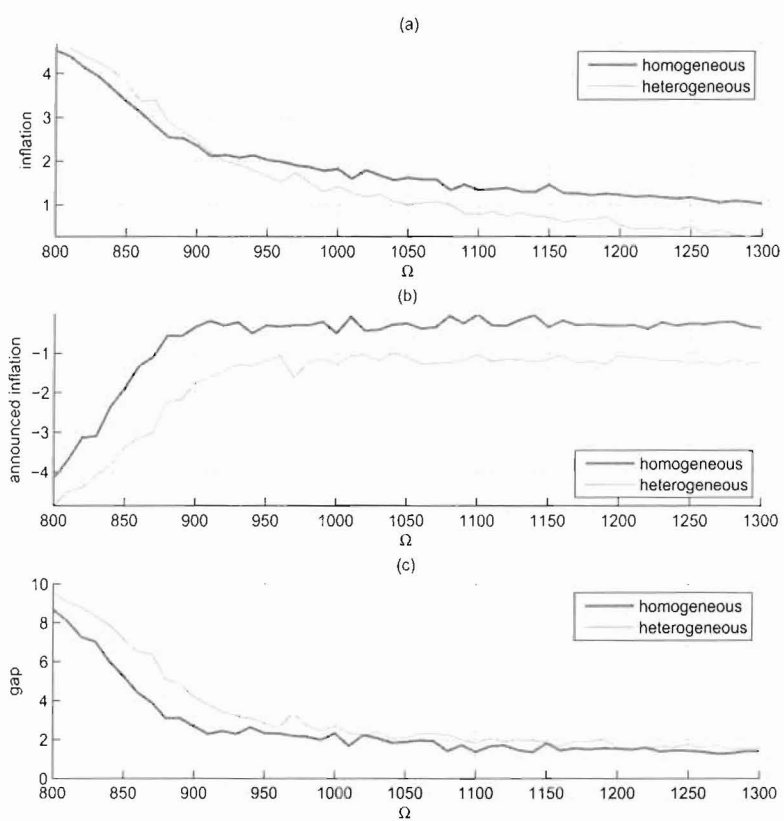 (a)
inflation
4
3
2
1
homogeneous
heterogeneous
800 850 900 950 1000 1050 1100 1150 1200 1250 1300
Ω
(b)
announced inflation
−1
−2
−3
−4
homogeneous
heterogeneous
800 850 900 950 1000 1050 1100 1150 1200 1250 1300
Ω
(c)
gap
10
8
6
4
2
0
homogeneous
heterogeneous
800 850 900 950 1000 1050 1100 1150 1200 1250 1300
Ω